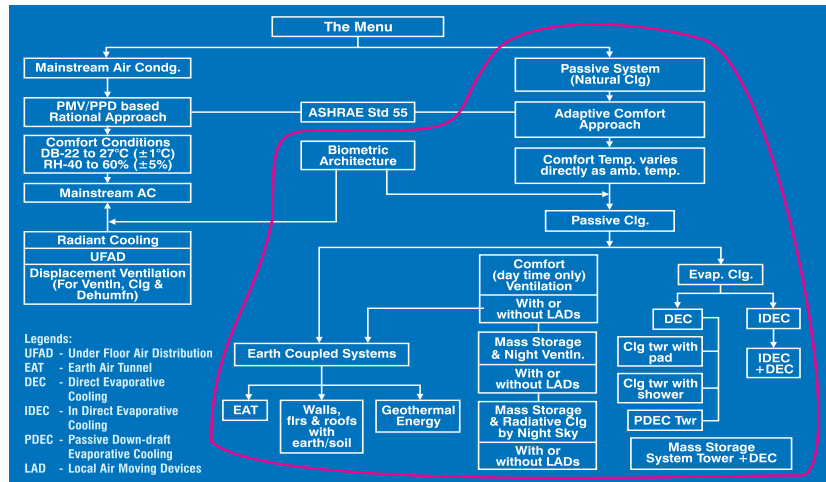 The Menu
Mainstream Air Condg.
PMV/PPD based
Rational Approach
Comfort Conditions
DB-22 to 27°C (±1°C)
RH-40 to 60% (±5%)
Mainstream AC
Radiant Cooling
UFAD
Displacement Ventilation
(For Ventln, Clg &
Dehumfn)
ASHRAE Std 55
Biometric
Architecture
Passive System
(Natural Clg)
Adaptive Comfort
Approach
Comfort Temp. varies
directly as amb. temp.
Passive Clg.
Earth Coupled Systems
EAT
Walls,
flrs & roofs
with
earth/soil
Geothermal
Energy
Comfort
(day time only)
Ventilation
With or
without LADs
Mass Storage
& Night Ventln.
With or
without LADs
Mass Storage
& Radiative Clg
by Night Sky
With or
without LADs
Evap. Clg.
DEC
Clg twr with
pad
Clg twr with
shower
PDEC Twr
IDEC
IDEC
+DEC
Mass Storage
System Tower +DEC
Legends:
UFAD - Under Floor Air Distribution
EAT - Earth Air Tunnel
DEC - Direct Evaporative
Cooling
IDEC - In Direct Evaporative
Cooling
PDEC - Passive Down-draft
Evaporative Cooling
LAD - Local Air Moving Devices